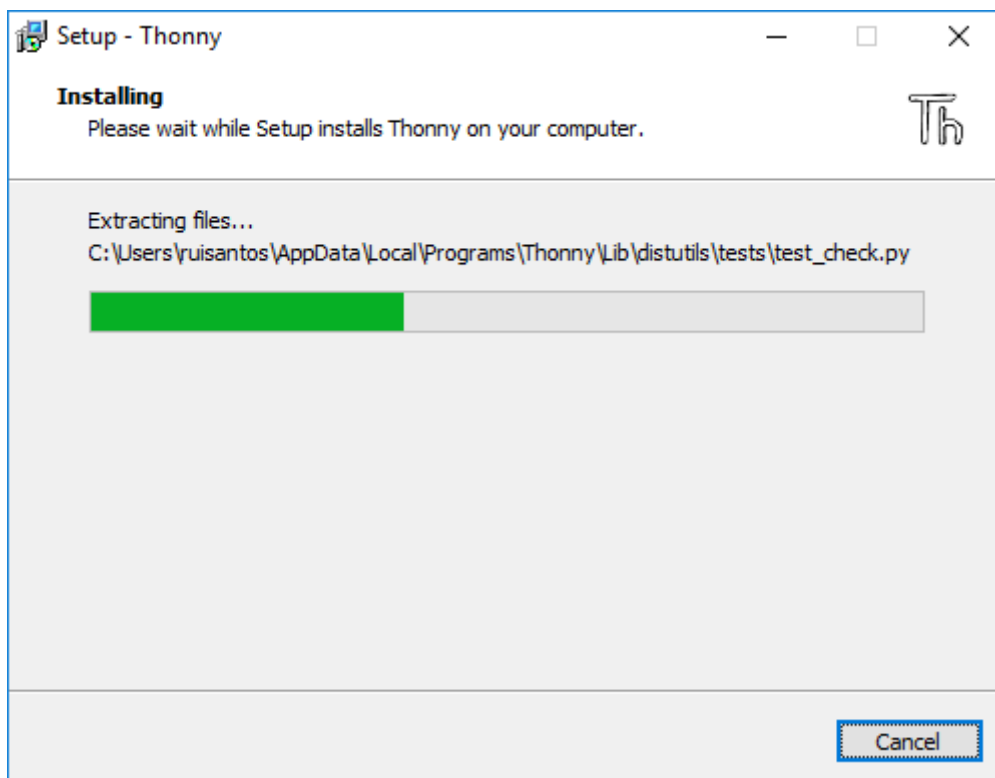 Setup - Thonny
Installing
Please wait while Setup installs Thonny on your computer.
Th
Extracting files...
C:\Users\ruisantos\AppData\Local\Programs\Thonny\Lib\distutils\tests\test_check.py
Cancel